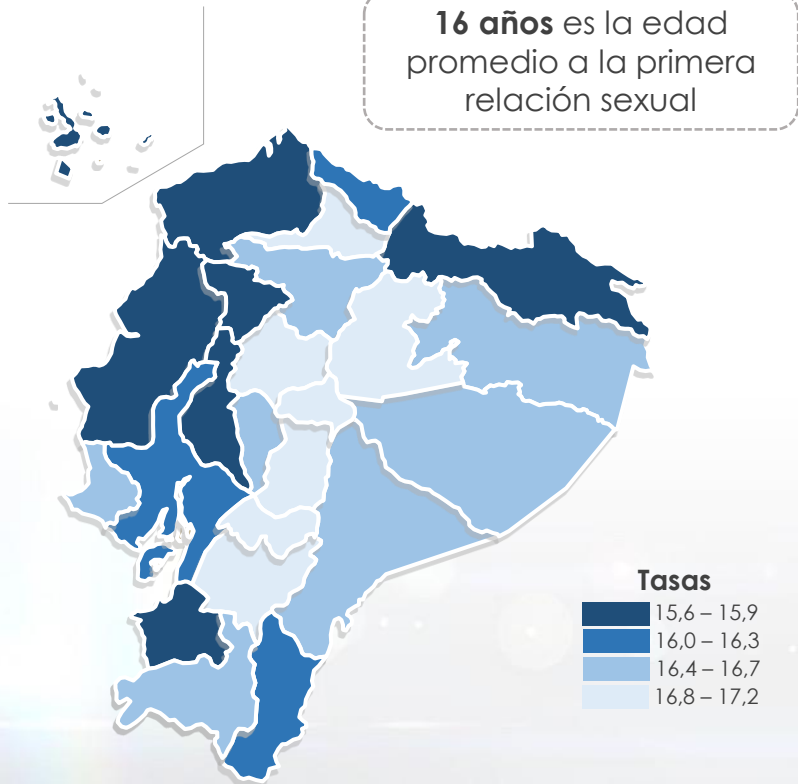 16 años es la edad
promedio a la primera
relación sexual
Tasas
15,6 – 15,9
16,0 – 16,3
16,4 – 16,7
16,8 – 17,2